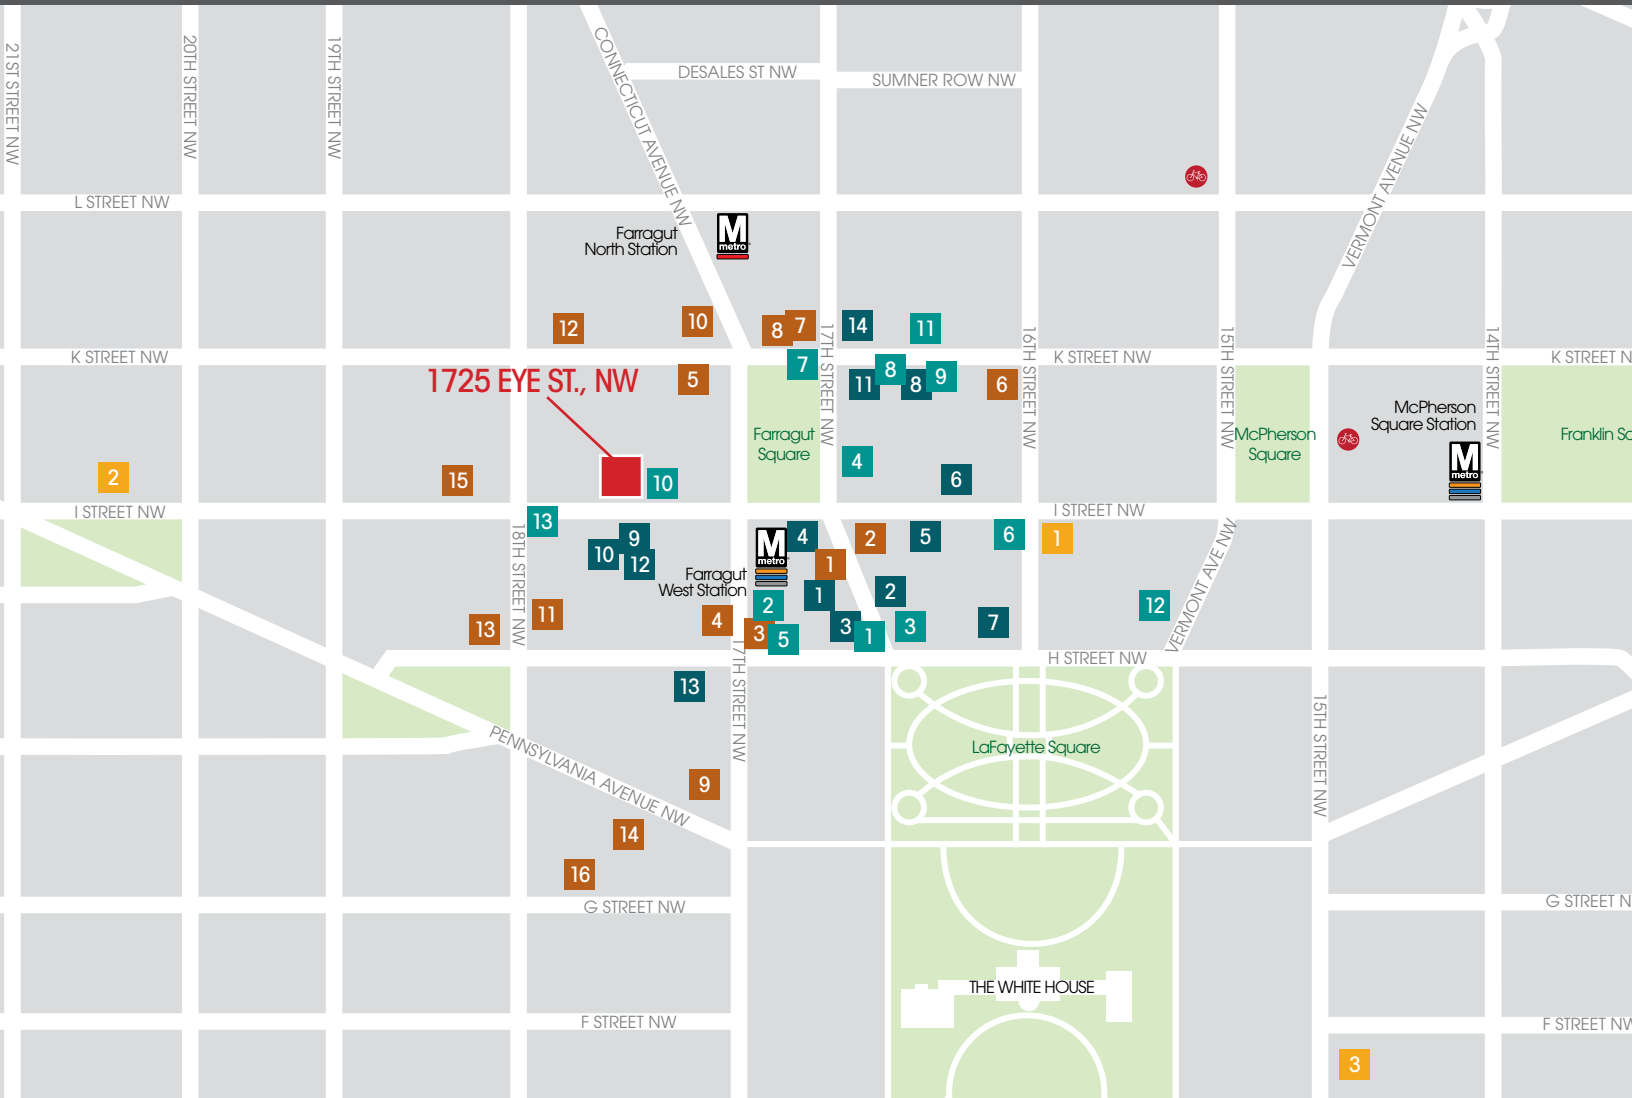 21ST STREET NW
20TH STREET NW
19TH STREET NW
CONNECTICUT AVENUE NW
DESALES ST NW
SUMNER ROW NW
VERMONT AVENUE NW
L STREET NW
Farragut
North Station
M
metro
12
10
8
7
14
11
17TH STREET NW
16TH STREET NW
15TH STREET NW
14TH STREET NW
K STREET NW
K STREET NW
K STREET N
7
1725 EYE ST., NW
5
11
8
8
9
6
McPherson
Square Station
M
metro
Farragut
Square
McPherson
Square
Franklin Sc
4
2
15
10
6
I STREET NW
I STREET NW
13
18TH STREET NW
9
10
12
M
metro
4
2
5
6
1
Farragut
West Station
1
1
2
VERMONT AVE NW
12
2
11
13
4
3
5
3
1
3
7
H STREET NW
17TH STREET NW
13
15TH STREET NW
PENNSYLVANIA AVENUE NW
LaFayette Square
9
14
16
G STREET NW
G STREET N
THE WHITE HOUSE
F STREET NW
F STREET NW
3